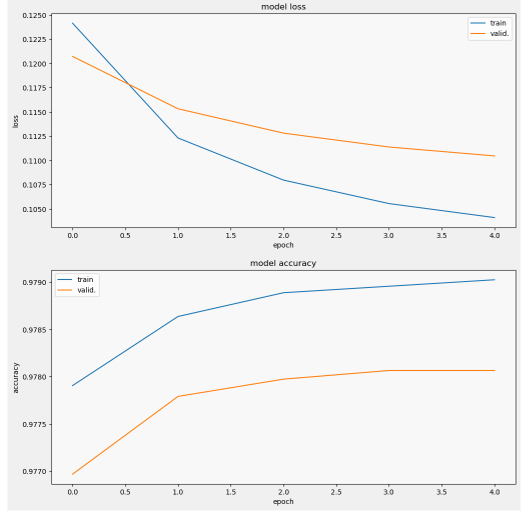 model loss
0.1250
0.1225
0.1200
0.1175
0.1150
0.1125
0.1100
0.1075
0.1050
loss
train
valid.
0.0 0.5 1.0 1.5 2.0 2.5 3.0 3.5 4.0
epoch
model accuracy
0.9790
0.9785
0.9780
0.9775
0.9770
accuracy
train
valid.
0.0 0.5 1.0 1.5 2.0 2.5 3.0 3.5 4.0
epoch